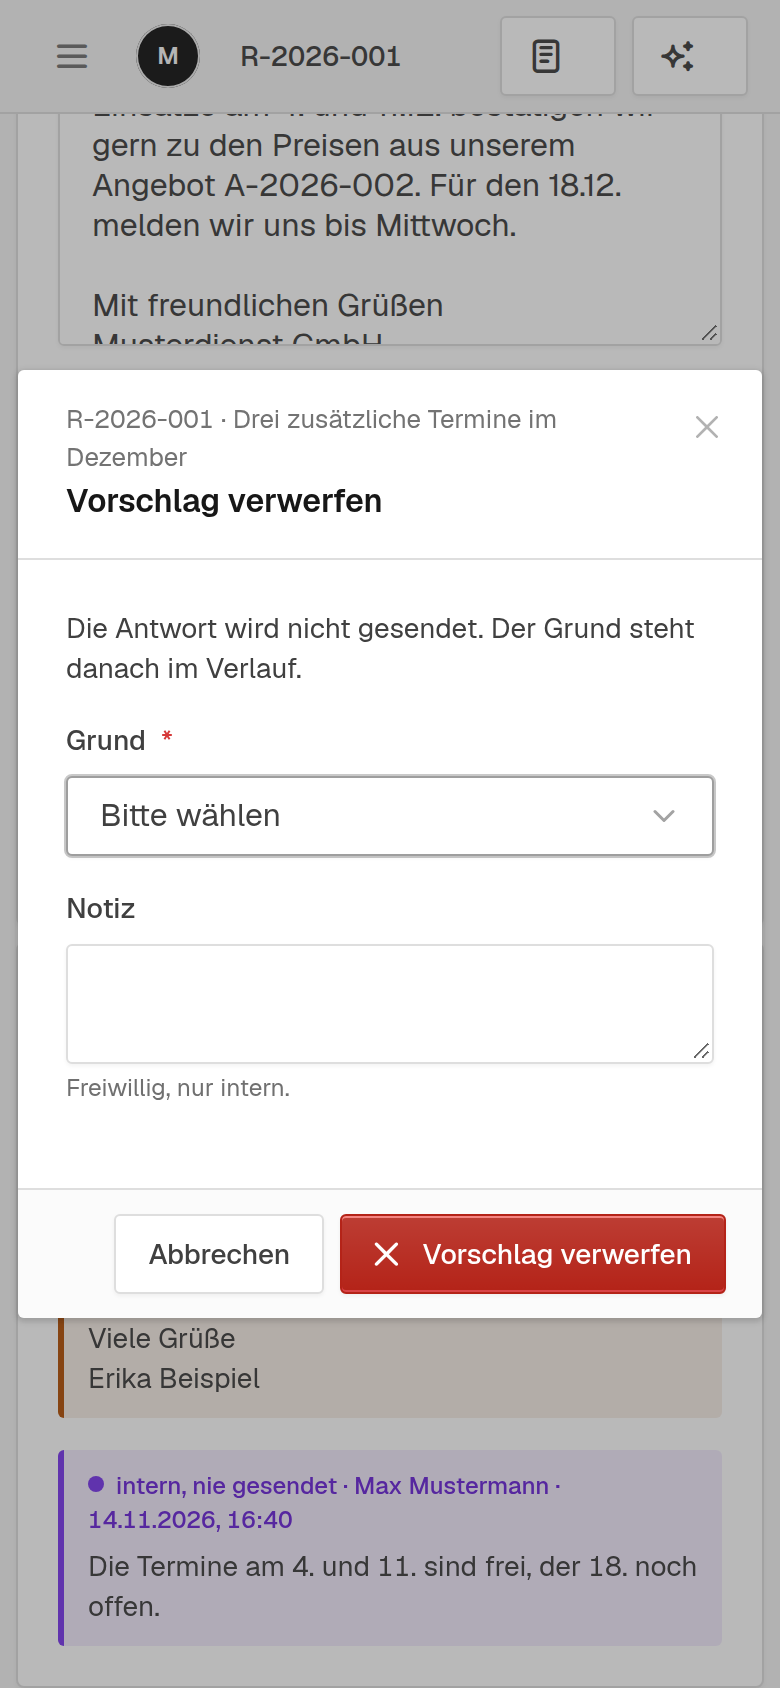 M
R-2026-001
gern zu den Preisen aus unserem
Angebot A-2026-002. Für den 18.12.
melden wir uns bis Mittwoch.
Mit freundlichen Grüßen
Musterdienst GmbH
R-2026-001 · Drei zusätzliche Termine im
Dezember
Vorschlag verwerfen
Die Antwort wird nicht gesendet. Der Grund steht
danach im Verlauf.
Grund *
Bitte wählen
Notiz
Freiwillig, nur intern.
Abbrechen
Vorschlag verwerfen
Viele Grüße
Erika Beispiel
intern, nie gesendet · Max Mustermann ·
14.11.2026, 16:40
Die Termine am 4. und 11. sind frei, der 18. noch
offen.